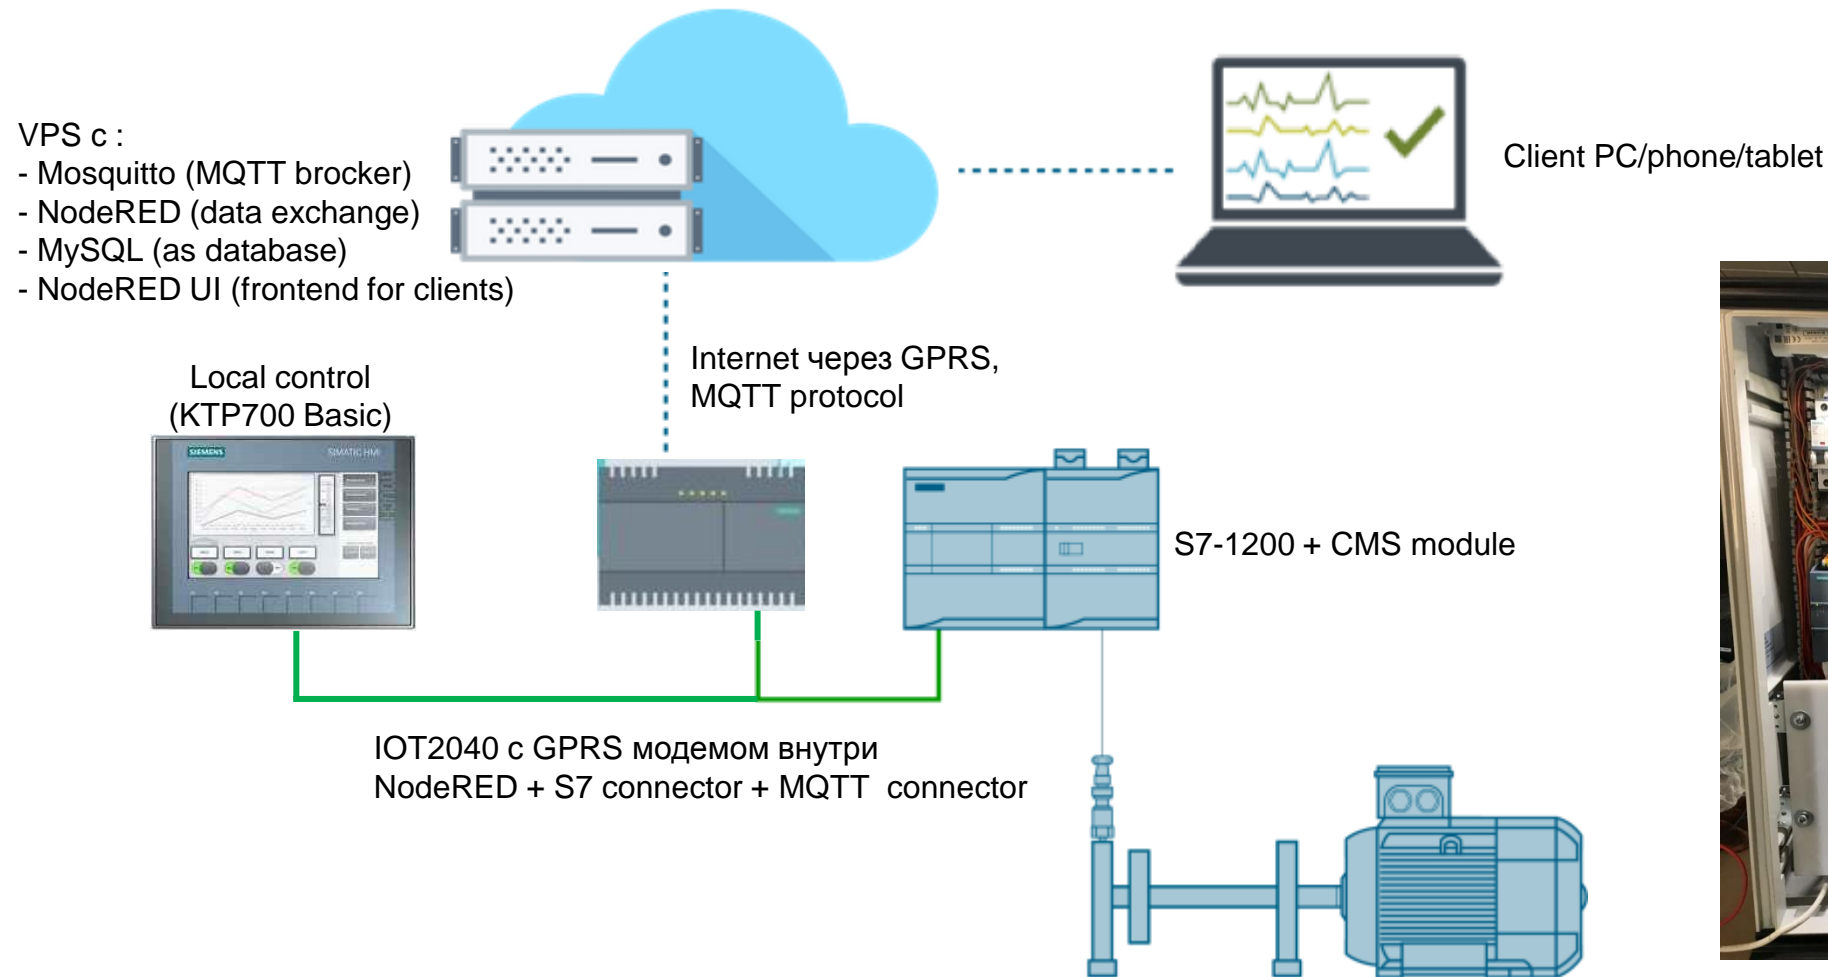 VPS с :
- Mosquitto (MQTT brocker)
- NodeRED (data exchange)
- MySQL (as database)
- NodeRED UI (frontend for clients)
Client PC/phone/tablet
Internet через GPRS,
MQTT protocol
Local control
(KTP700 Basic)
SIEMENS
SIMATIC HMI
TOUCH
S7-1200 + CMS module
IOT2040 с GPRS модемом внутри
NodeRED + S7 connector + MQTT  connector